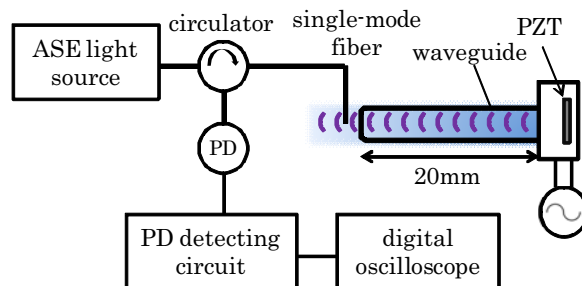 ASE light
source
circulator
single-mode
fiber
waveguide
PZT
PD
20mm
PD detecting
circuit
digital
oscilloscope